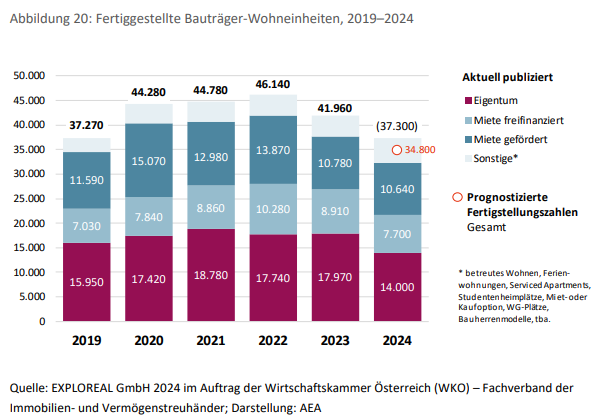 Abbildung 20: Fertiggestellte Bauträger-Wohneinheiten, 2019–2024
50.000
45.000
40.000
35.000
30.000
25.000
20.000
15.000
10.000
5.000
0
37.270
44.280
44.780
46.140
41.960
(37.300)
34.800
11.590
15.070
12.980
13.870
10.780
10.640
7.030
7.840
8.860
10.280
8.910
7.700
15.950
17.420
18.780
17.740
17.970
14.000
2019
2020
2021
2022
2023
2024
Aktuell publiziert
Eigentum
Miete freifinanziert
Miete gefördert
Sonstige*
Prognostizierte
Fertigstellungszahlen
Gesamt
* betreutes Wohnen, Ferien-
wohnungen, Serviced Apartments,
Studentenheimplätze, Miet- oder
Kaufoption, WG-Plätze,
Bauherrenmodelle, tba.
Quelle: EXPLOREAL GmbH 2024 im Auftrag der Wirtschaftskammer Österreich (WKO) – Fachverband der
Immobilien- und Vermögenstreuhänder; Darstellung: AEA